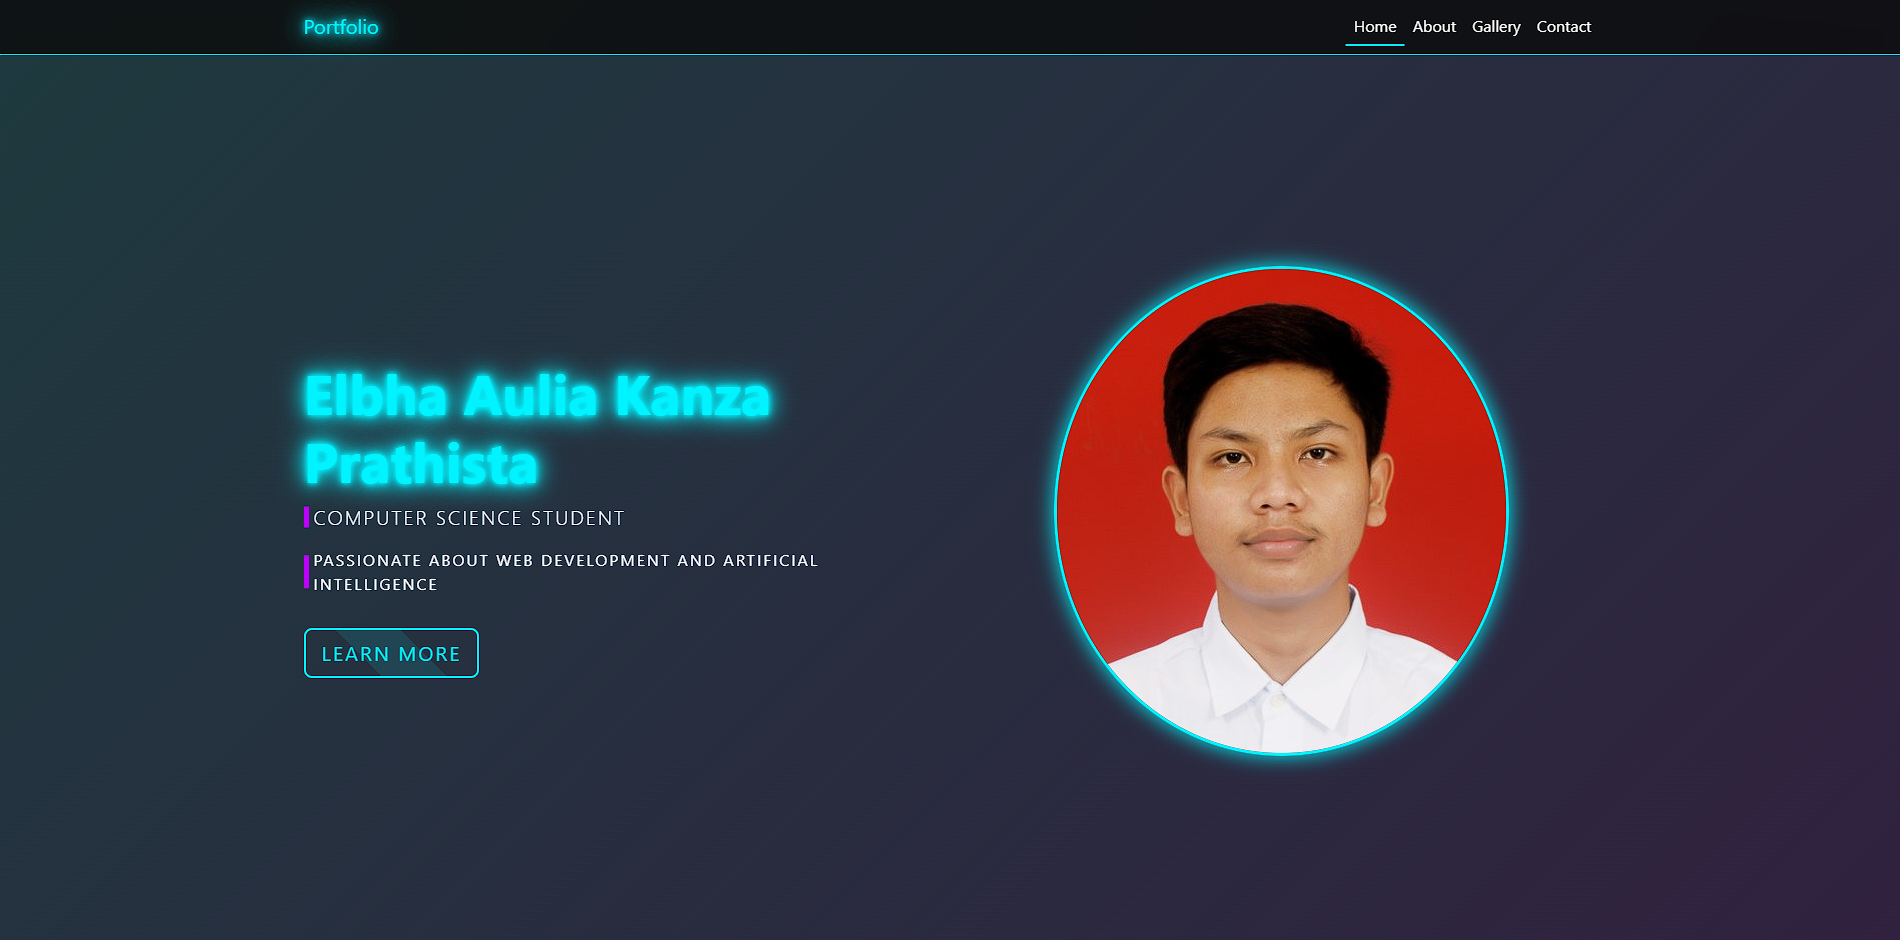 Portfolio
Home About Gallery Contact
Elbha Aulia Kanza
Prathista
COMPUTER SCIENCE STUDENT
PASSIONATE ABOUT WEB DEVELOPMENT AND ARTIFICIAL
INTELLIGENCE
LEARN MORE